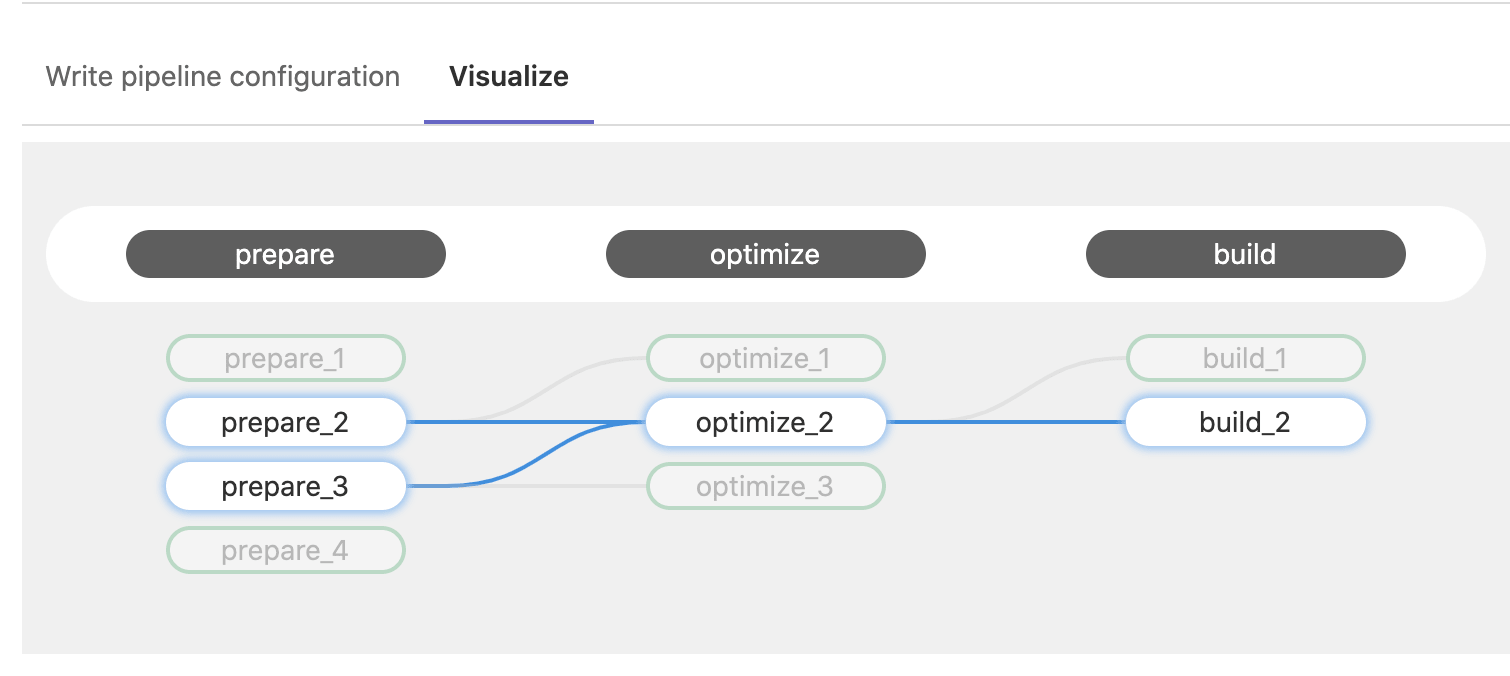 Write pipeline configuration
Visualize
prepare
optimize
build
prepare_1
optimize_1
build_1
prepare_2
optimize_2
build_2
prepare_3
optimize_3
prepare_4